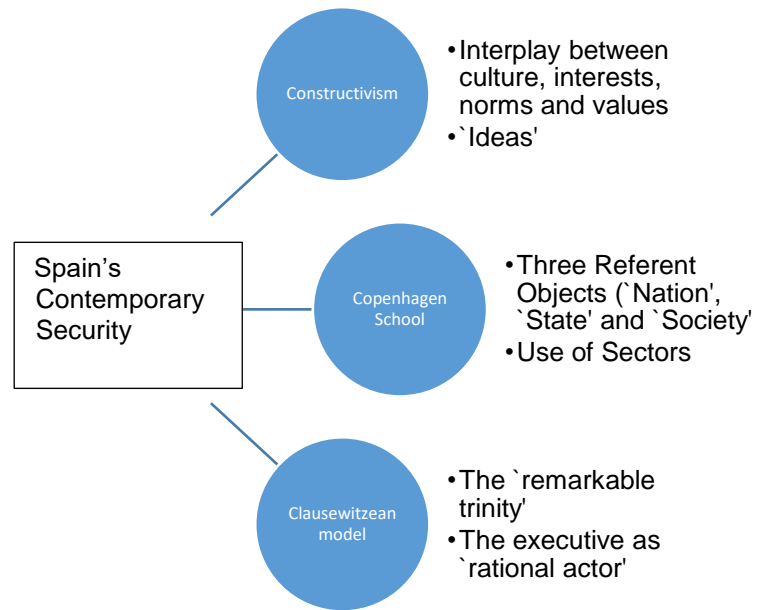 Constructivism
•Interplay between
culture, interests,
norms and values
•`Ideas'
Spain’s
Contemporary
Security
Copenhagen
School
•Three Referent
Objects (`Nation',
`State' and `Society'
•Use of Sectors
Clausewitzean
model
•The `remarkable
trinity'
•The executive as
`rational actor'